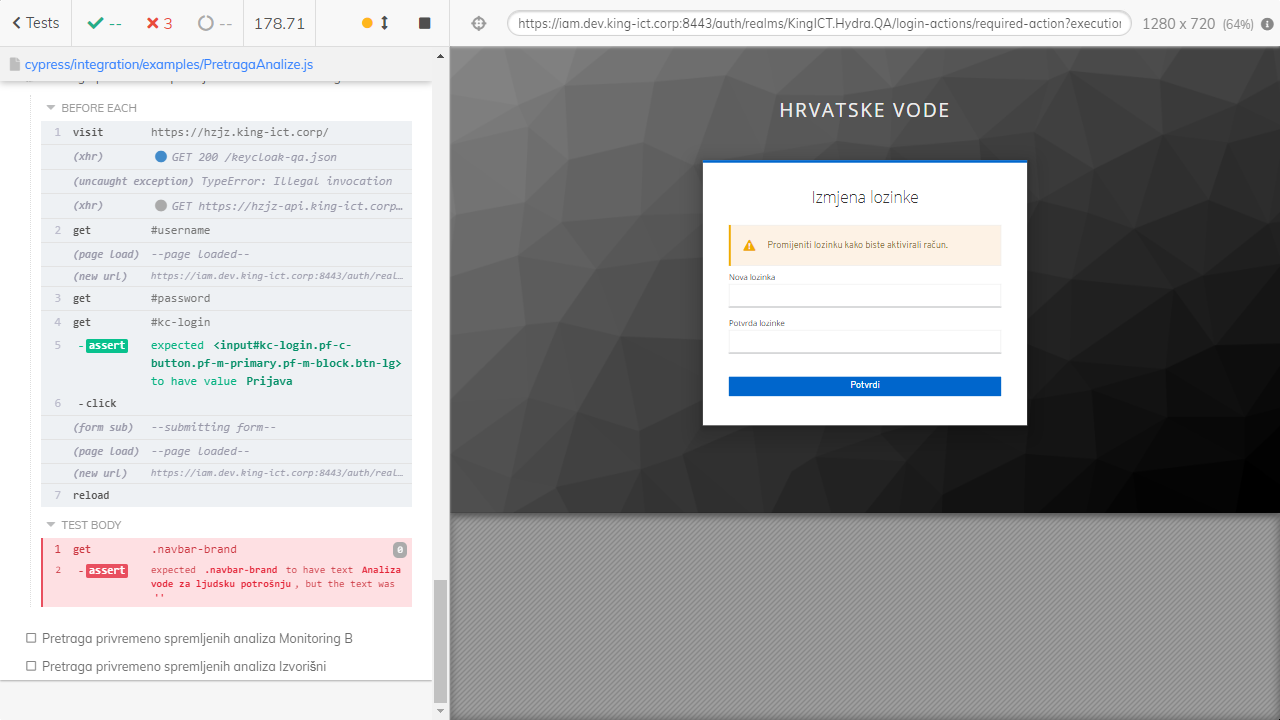 Tests
--
3
--
178.71
https://iam.dev.king-ict.corp:8443/auth/realms/KingICT.Hydra.QA/login-actions/required-action?execution
1280 x 720 (64%)
cypress/integration/examples/PretragaAnalize.js
BEFORE EACH
1 visit https://hzjz.king-ict.corp/
(xhr) GET 200 /keycloak-qa.json
(uncaught exception) TypeError: Illegal invocation
(xhr) GET https://hzjz-api.king-ict.corp…
2 get #username
(page load) --page loaded--
(new url) https://iam.dev.king-ict.corp:8443/auth/real…
3 get #password
4 get #kc-login
5 -assert expected <input#kc-login.pf-c-
button.pf-m-primary.pf-m-block.btn-lg>
to have value Prijava
6 -click
(form sub) --submitting form--
(page load) --page loaded--
(new url) https://iam.dev.king-ict.corp:8443/auth/real…
7 reload
TEST BODY
1 get .navbar-brand 0
2 -assert expected .navbar-brand to have text Analiza
vode za ljudsku potrošnju, but the text was
''
Pretraga privremeno spremljenih analiza Monitoring B
Pretraga privremeno spremljenih analiza Izvorišni
HRVATSKE VODE
Izmjena lozinke
Promijeniti lozinku kako biste aktivirali račun.
Nova lozinka
Potvrda lozinke
Potvrdi